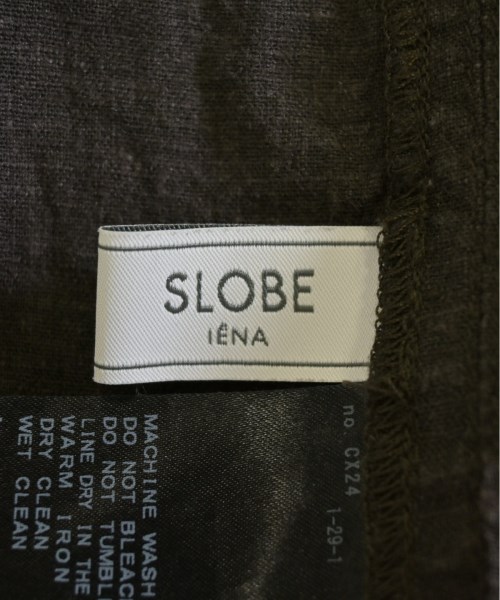 SLOBE
IÉNA
MACHINE WASH
DO NOT BLEACH
DO NOT TUMBLE
LINE DRY IN THE
WARM IRON
DRY CLEAN
WET CLEAN
no. CX24
1-29-1